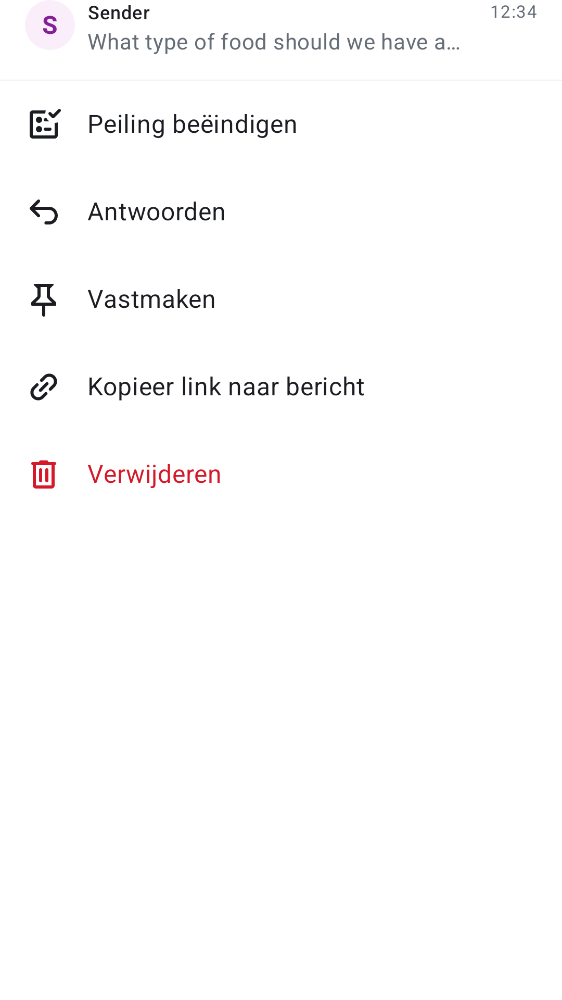 S
Sender
12:34
What type of food should we have a…
Peiling beëindigen
Antwoorden
Vastmaken
Kopieer link naar bericht
Verwijderen